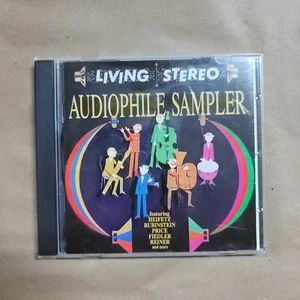 LIVING STEREO
AUDIOPHILE SAMPLER
featuring
HEIFETZ
RUBINSTEIN
PRICE
FIEDLER
REINER
and more